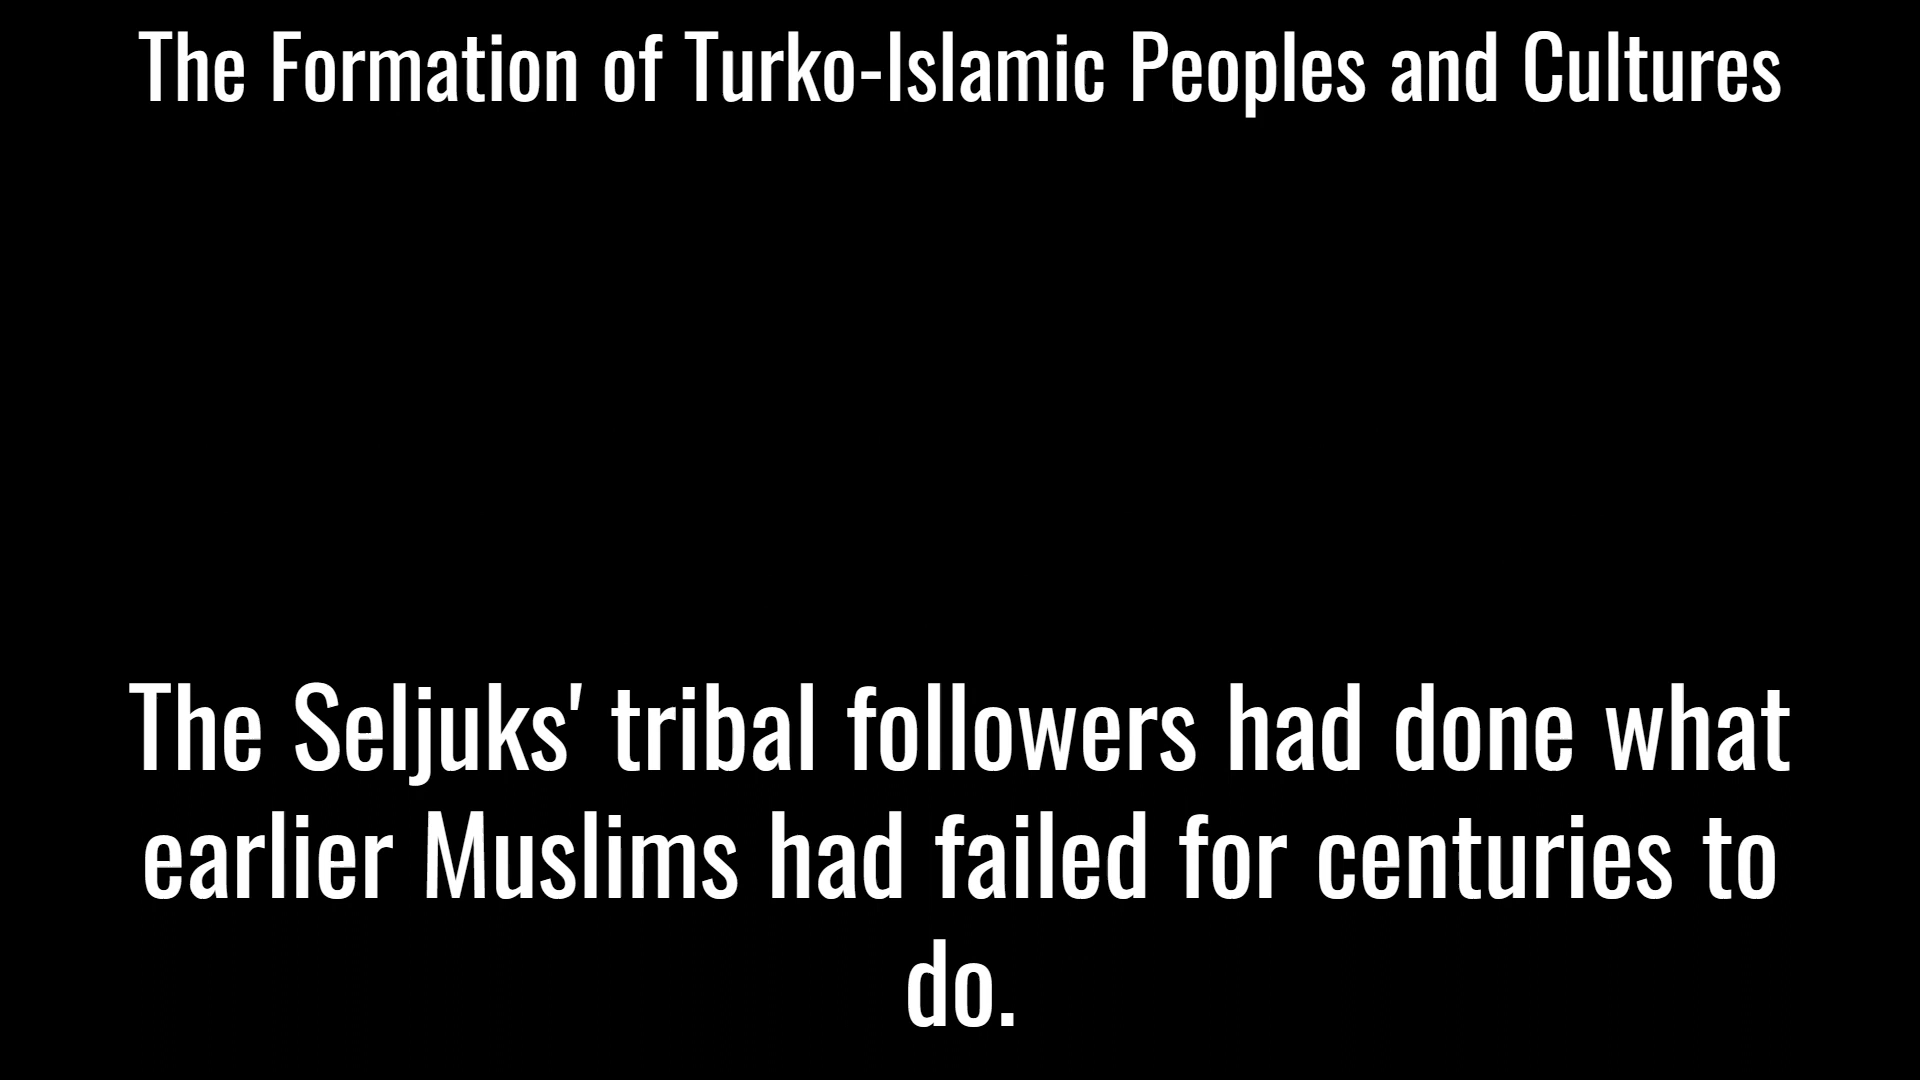 The Formation of Turko-Islamic Peoples and Cultures
The Seljuks' tribal followers had done what
earlier Muslims had failed for centuries to
do.